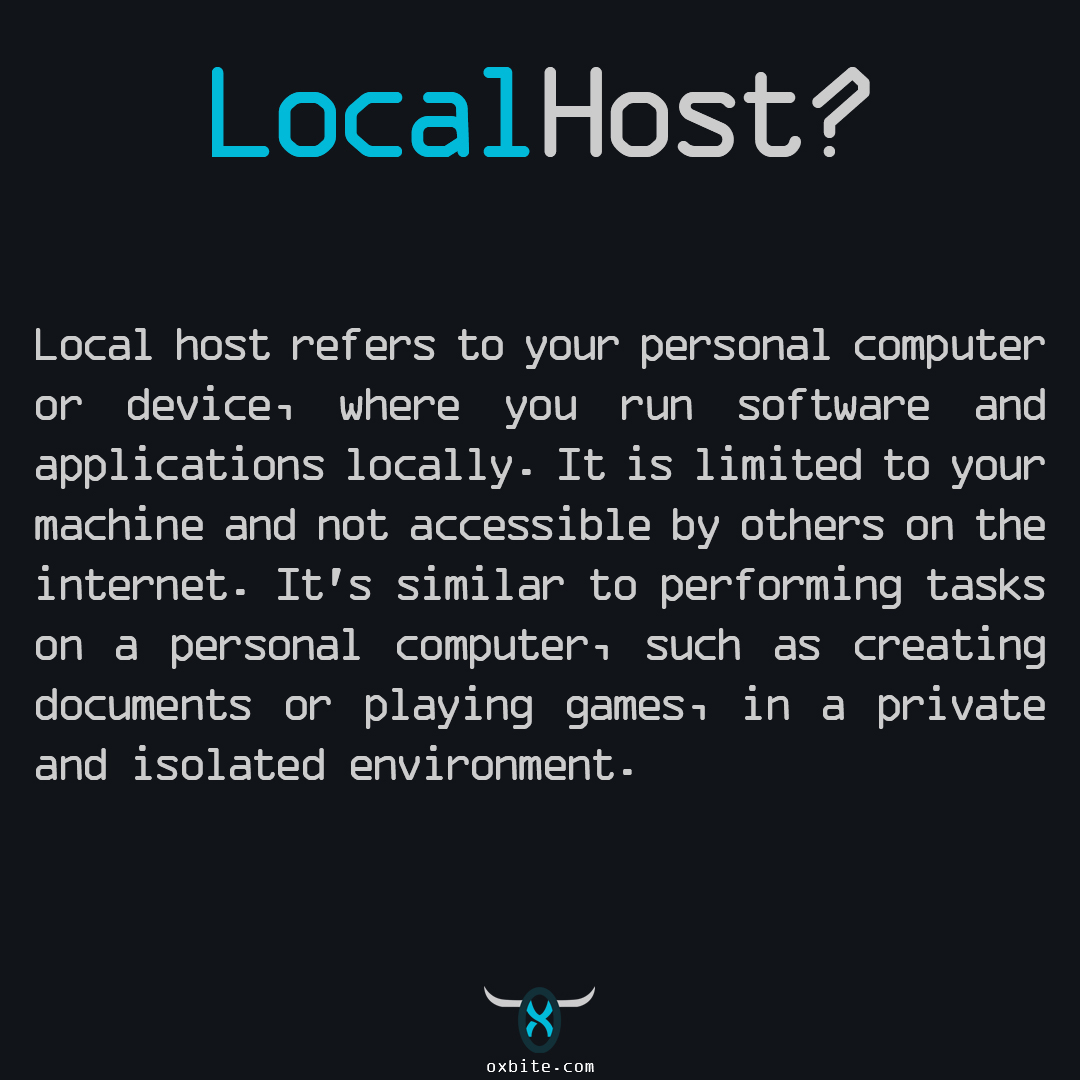 LocalHost?
Local host refers to your personal computer
or device, where you run software and
applications locally. It is limited to your
machine and not accessible by others on the
internet. It's similar to performing tasks
on a personal computer, such as creating
documents or playing games, in a private
and isolated environment.
oxbite.com